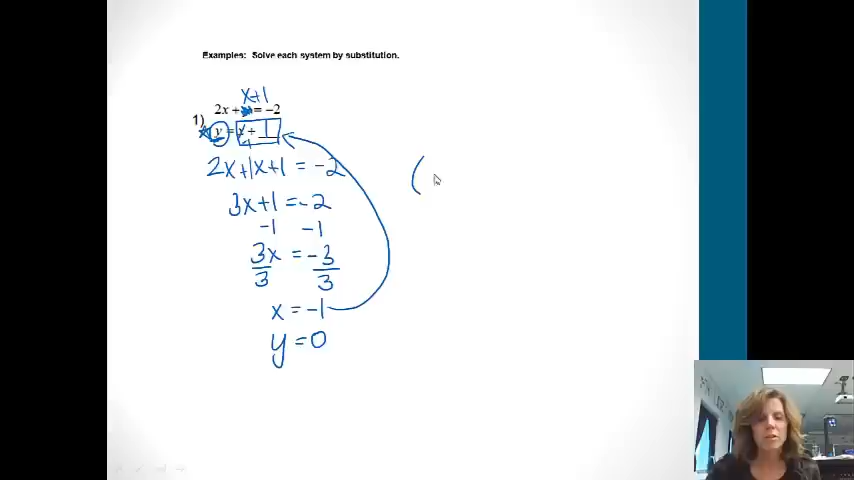 Examples: Solve each system by substitution.
x+1
1) 2x + y = -2
y = x + 1
2x+1x+1 = -2
3x+1 = -2
-1 -1
3x = -3
3 3
x = -1
y = 0
(